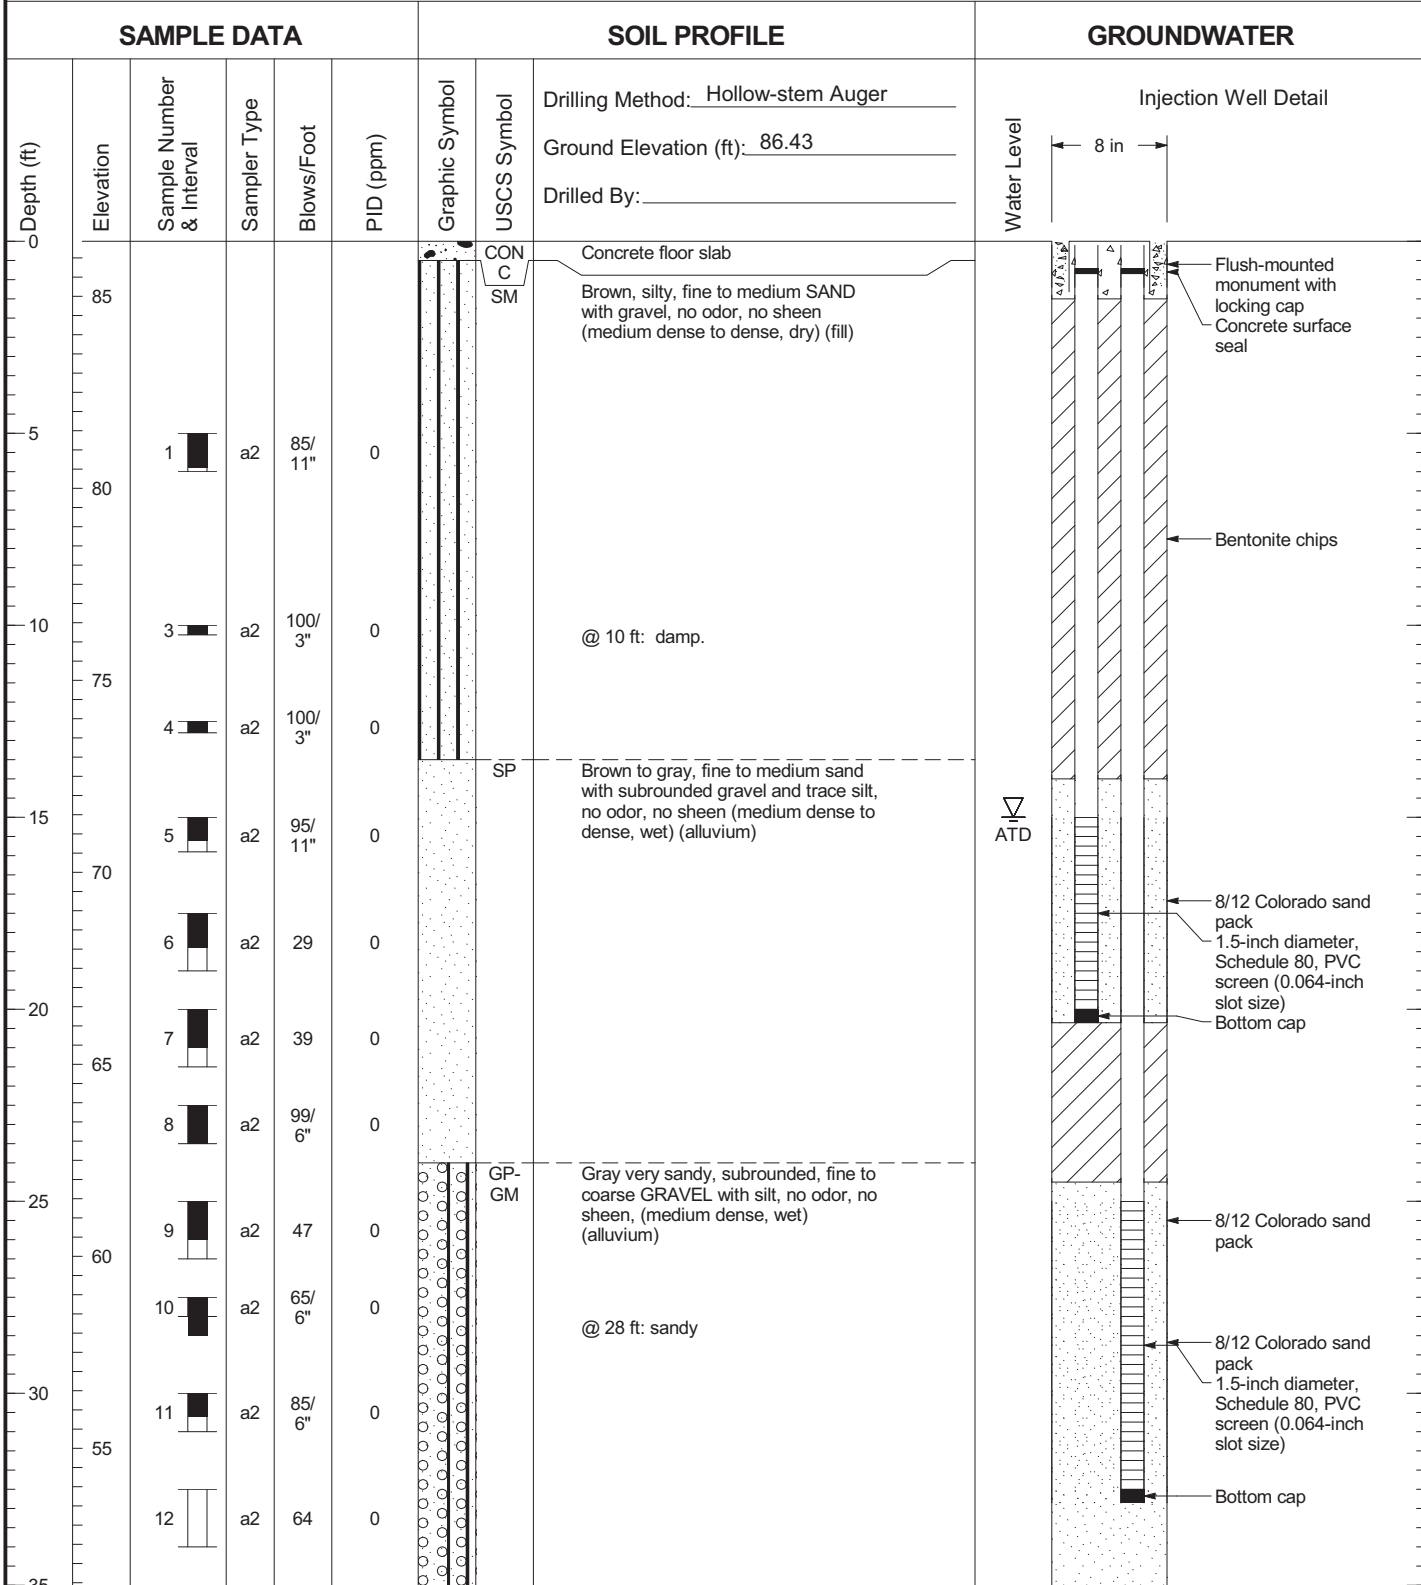 SAMPLE DATA
SOIL PROFILE
GROUNDWATER
Depth (ft)
Elevation
Sample Number
& Interval
Sampler Type
Blows/Foot
PID (ppm)
Graphic Symbol
USCS Symbol
Drilling Method: Hollow-stem Auger
Ground Elevation (ft): 86.43
Drilled By:
Water Level
Injection Well Detail
8 in
0
CON
C
Concrete floor slab
Flush-mounted
monument with
locking cap
Concrete surface
seal
85
SM
Brown, silty, fine to medium SAND
with gravel, no odor, no sheen
(medium dense to dense, dry) (fill)
5
1
a2
85/
11"
0
80
Bentonite chips
10
3
a2
100/
3"
0
@ 10 ft: damp.
75
4
a2
100/
3"
0
SP
Brown to gray, fine to medium sand
with subrounded gravel and trace silt,
no odor, no sheen (medium dense to
dense, wet) (alluvium)
ATD
15
5
a2
95/
11"
0
70
8/12 Colorado sand
pack
1.5-inch diameter,
Schedule 80, PVC
screen (0.064-inch
slot size)
Bottom cap
6
a2
29
0
20
7
a2
39
0
65
8
a2
99/
6"
0
GP-
GM
Gray very sandy, subrounded, fine to
coarse GRAVEL with silt, no odor, no
sheen, (medium dense, wet)
(alluvium)
25
9
a2
47
0
8/12 Colorado sand
pack
60
10
a2
65/
6"
0
@ 28 ft: sandy
8/12 Colorado sand
pack
1.5-inch diameter,
Schedule 80, PVC
screen (0.064-inch
slot size)
30
11
a2
85/
6"
0
55
Bottom cap
12
a2
64
0
35